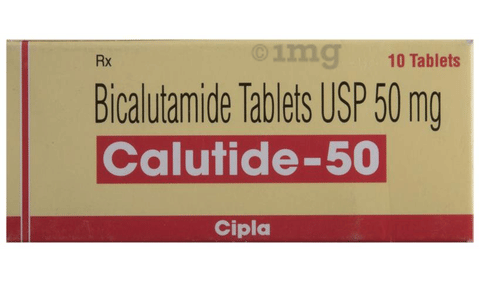 1mg
Rx
10 Tablets
Bicalutamide Tablets USP 50 mg
Calutide-50
Cipla